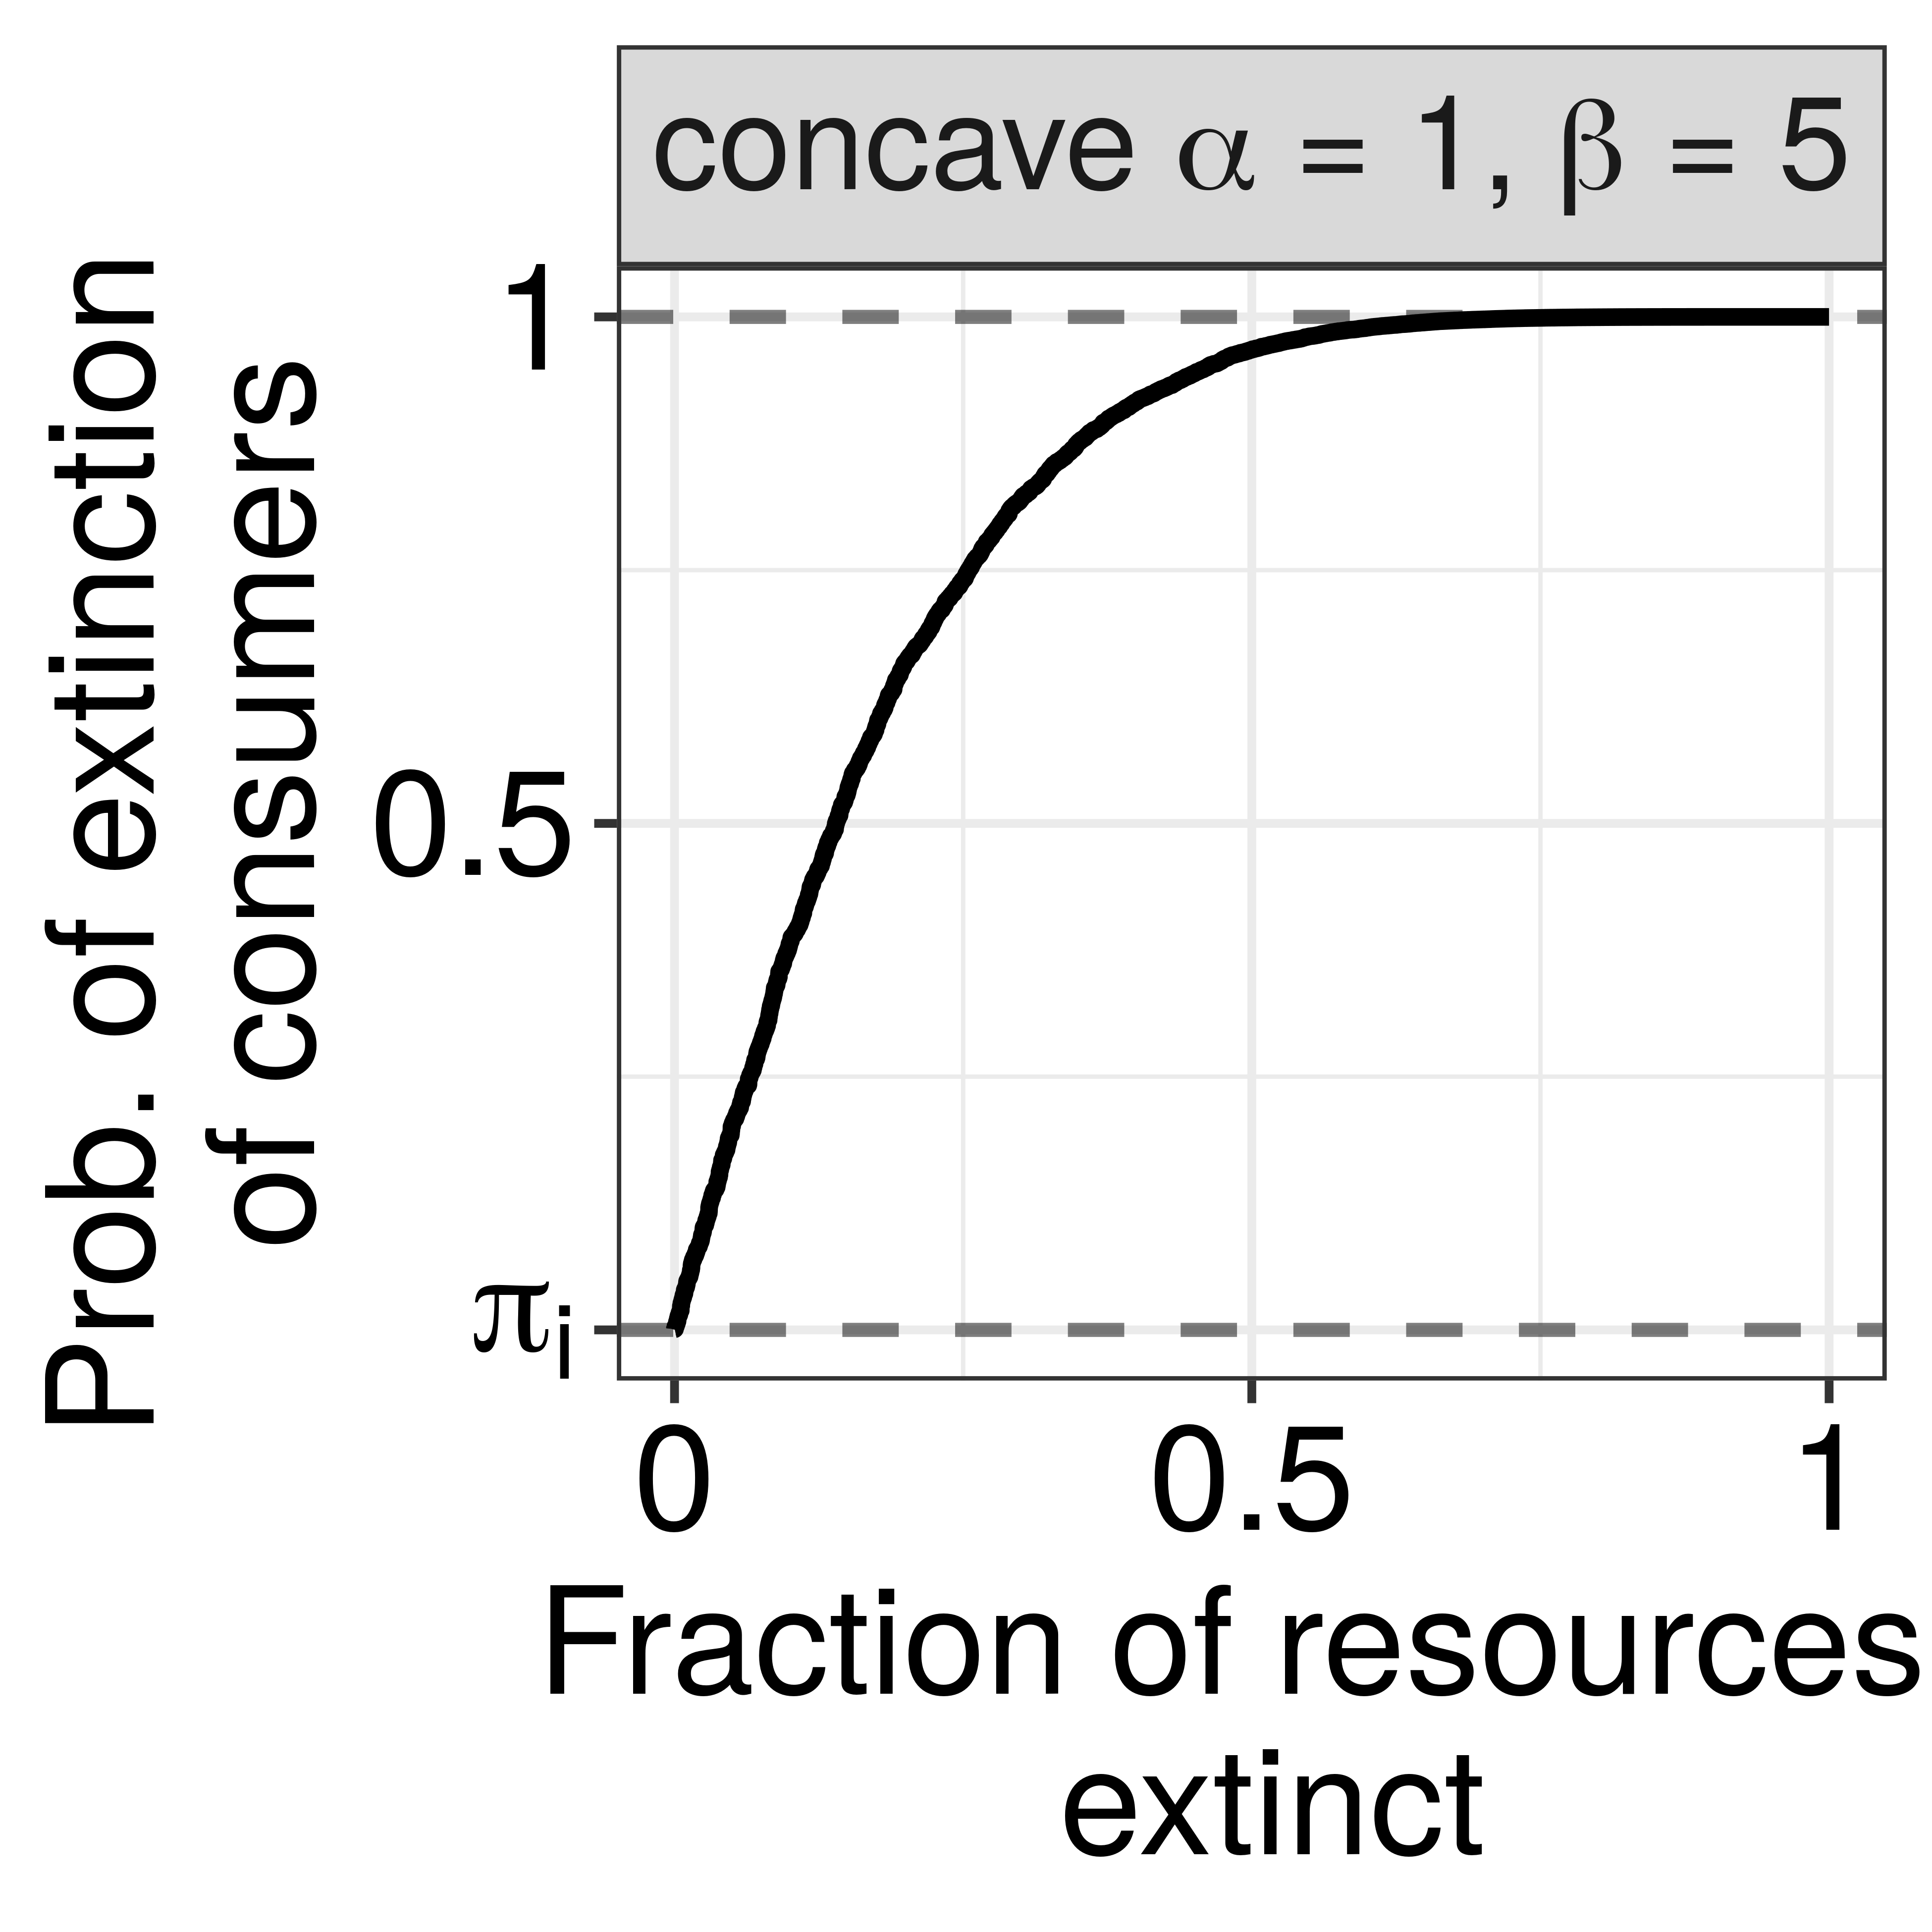 concave α = 1, β = 5
Prob. of extinction
of consumers
1
0.5
πi
0
0.5
1
Fraction of resources
extinct